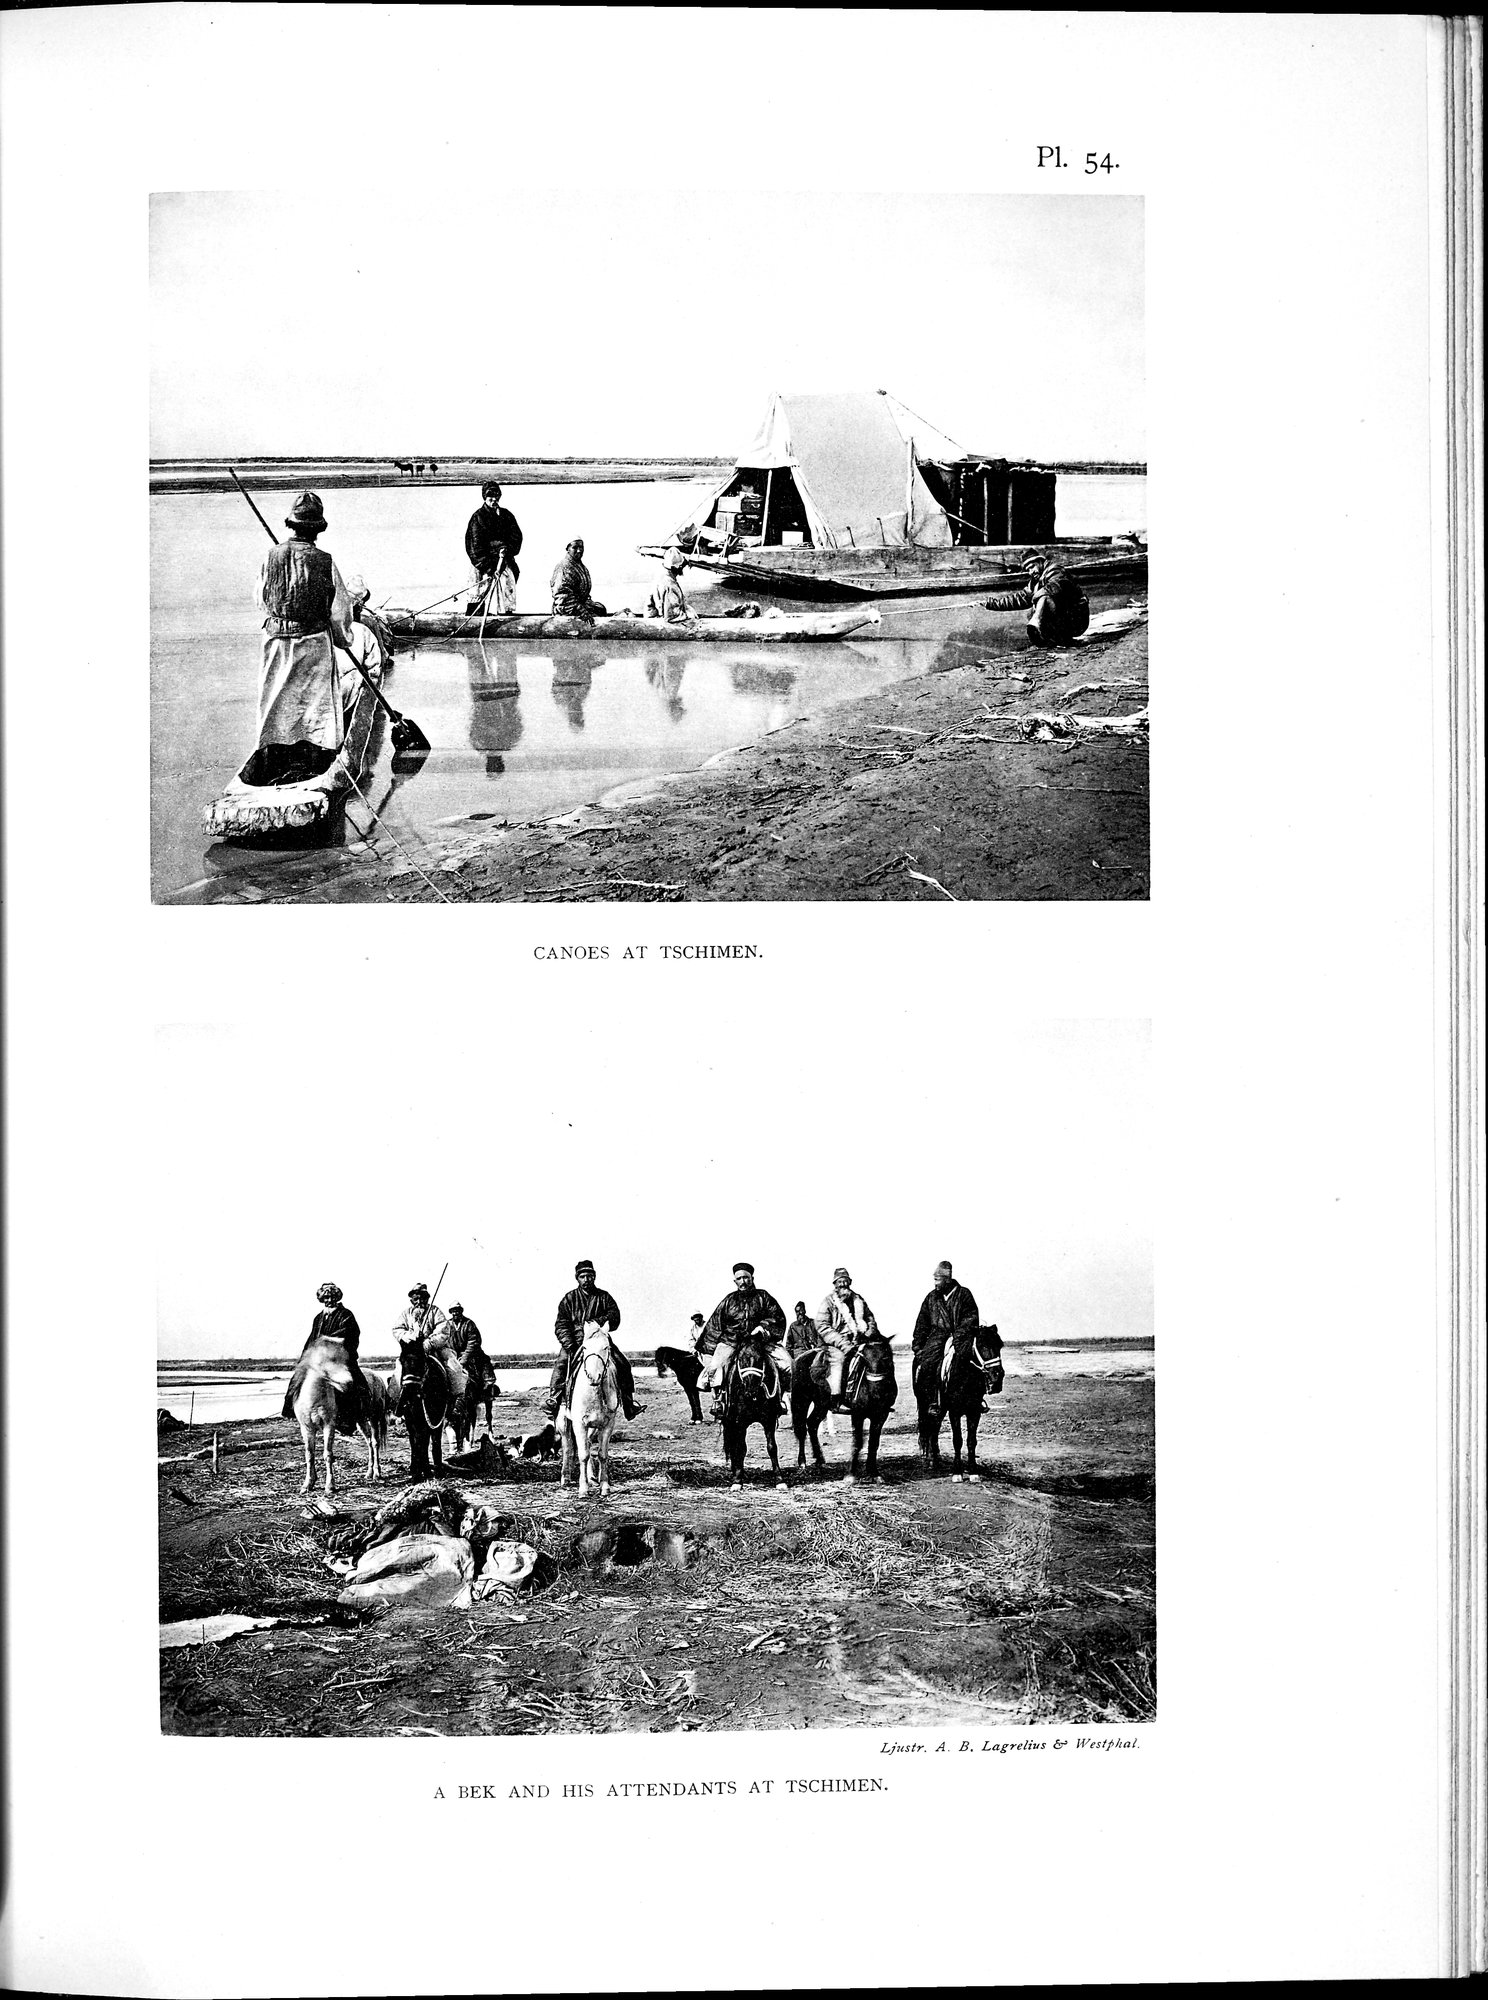 Pl. 54.
CANOES AT TSCHIMEN.
Ljustr. A. B. Lagrelius & Westphal.
A BEK AND HIS ATTENDANTS AT TSCHIMEN.